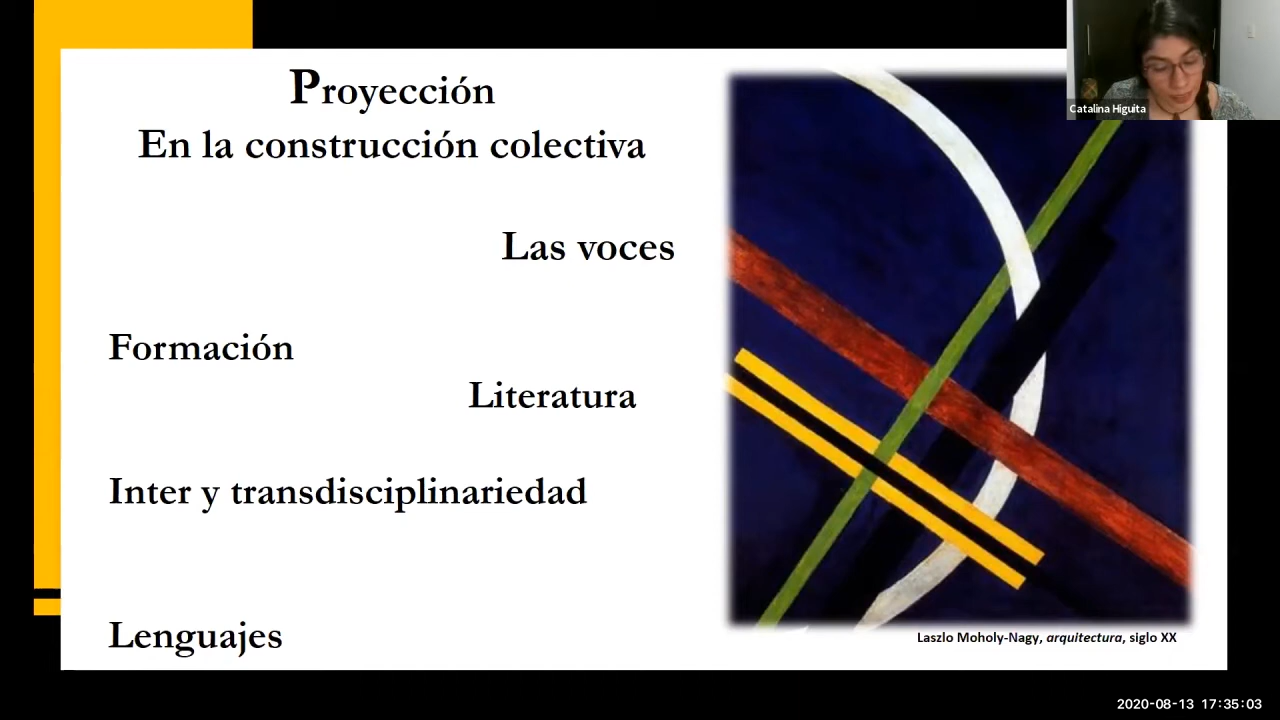 Proyección
En la construcción colectiva
Las voces
Formación
Literatura
Inter y transdisciplinariedad
Lenguajes
Laszlo Moholy-Nagy, arquitectura, siglo XX
Catalina Higuita
2020-08-13 17:35:03